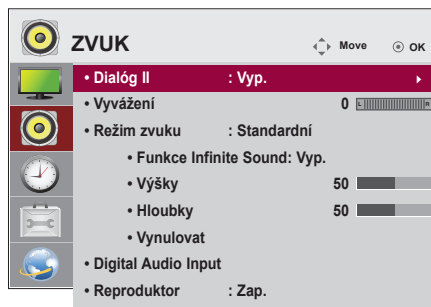 ZVUK
Move
OK
• Dialóg II : Vyp.
• Vyvážení 0 L R
• Režim zvuku : Standardní
• Funkce Infinite Sound: Vyp.
• Výšky 50
• Hloubky 50
• Vynulovat
• Digital Audio Input
• Reproduktor : Zap.